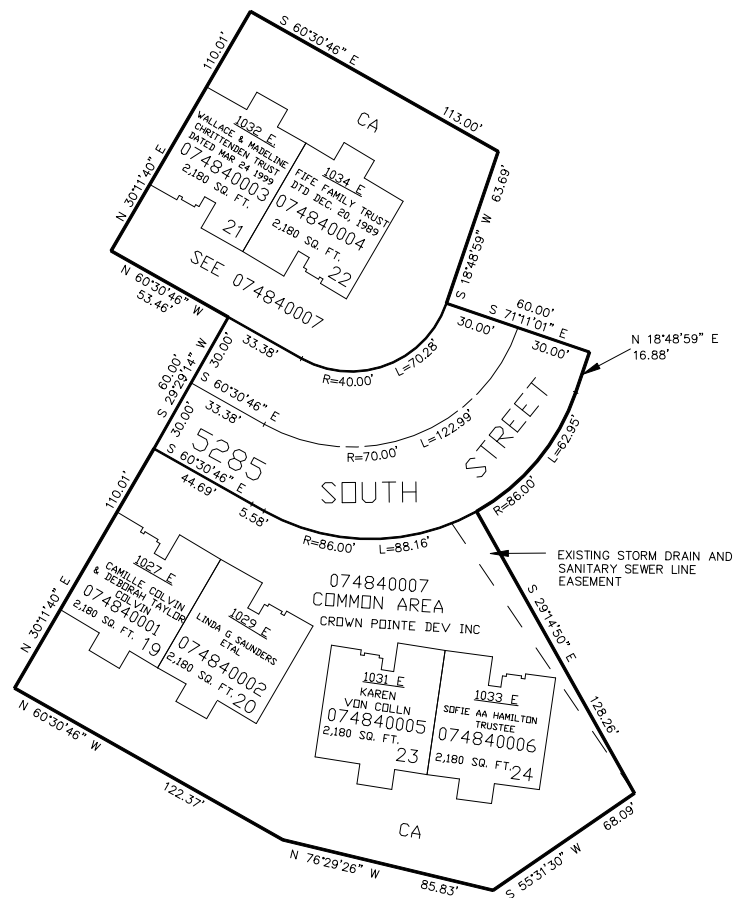 S 60°30'46" E
110.01'
113.00'
CA
N 30°11'40" E
1032 E
WALLACE & MADELINE
CHRITTENDEN TRUST
DATED MAR 24 1999
074840003
2,180 SQ. FT.
21
1034 E
FIFE FAMILY TRUST
DTD DEC. 20, 1989
074840004
2,180 SQ. FT.
22
S 18°48'59" W 63.69'
SEE 074840007
N 60°30'46" W
53.46'
60.00'
S 71°11'01" E
30.00'
30.00'
N 18°48'59" E
16.88'
33.38'
R=40.00' L=70.28'
60.00'
S 29°29'14" W
30.00'
30.00'
S 60°30'46" E
33.38'
R=70.00' L=122.99'
L=62.95'
R=86.00'
5285
SOUTH
STREET
S 60°30'46" E
44.69'
5.58'
R=86.00' L=88.16'
110.01'
N 30°11'40" E
EXISTING STORM DRAIN AND
SANITARY SEWER LINE
EASEMENT
1027 E
CAMILLE COLVIN
& DEBORAH TAYLOR
COLVIN
074840001
2,180 SQ. FT.
19
1029 E
LINDA G SAUNDERS
ETAL
074840002
2,180 SQ. FT.
20
074840007
COMMON AREA
CROWN POINTE DEV INC
S 29°14'50" E
128.26'
1031 E
KAREN
VON COLLN
074840005
2,180 SQ. FT.
23
1033 E
SOFIE AA HAMILTON
TRUSTEE
074840006
2,180 SQ. FT.
24
N 60°30'46" W
122.37'
CA
N 76°29'26" W
85.83'
S 55°31'30" W
68.09'